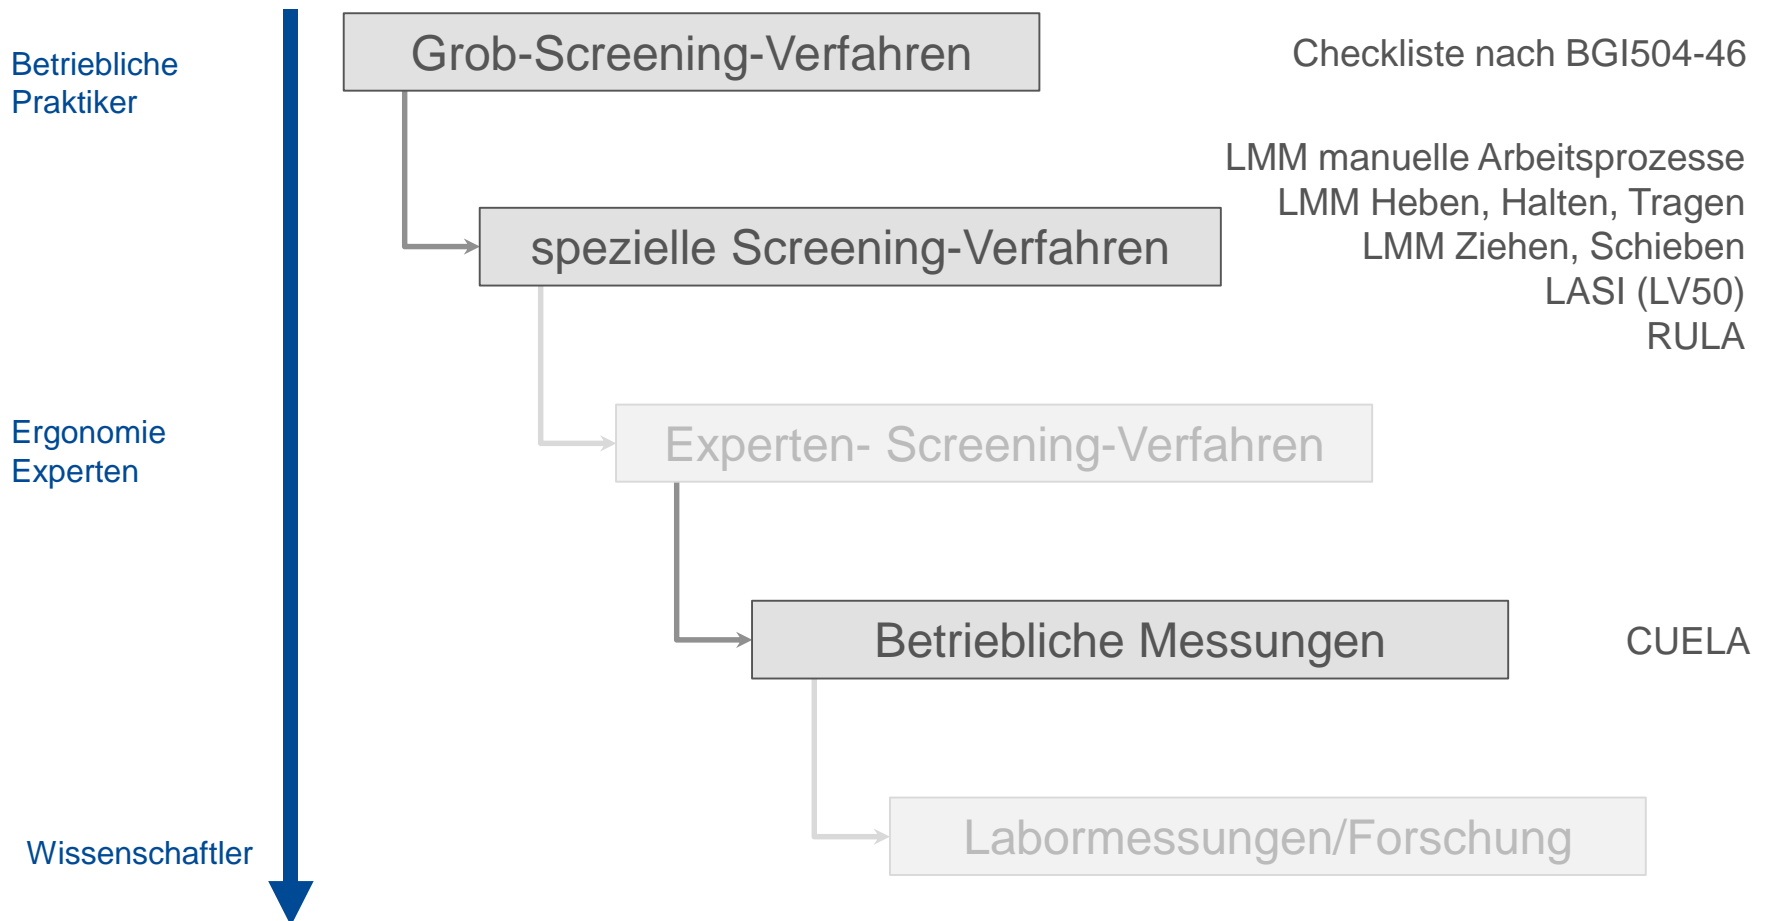 Betriebliche
Praktiker
Grob-Screening-Verfahren
Checkliste nach BGI504-46
LMM manuelle Arbeitsprozesse
LMM Heben, Halten, Tragen
LMM Ziehen, Schieben
LASI (LV50)
RULA
spezielle Screening-Verfahren
Ergonomie
Experten
Experten- Screening-Verfahren
Betriebliche Messungen
CUELA
Wissenschaftler
Labormessungen/Forschung